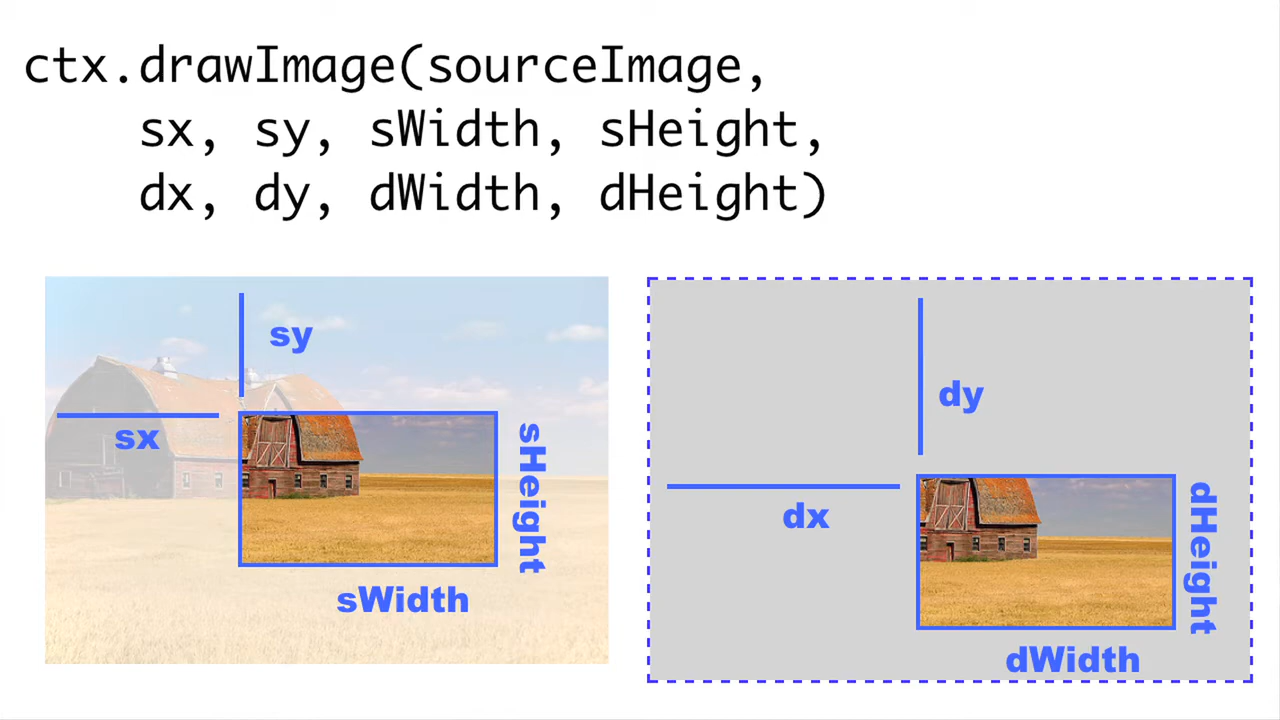 ctx.drawImage(sourceImage,
sx, sy, sWidth, sHeight,
dx, dy, dWidth, dHeight)
sy
sx
sHeight
sWidth
dy
dx
dHeight
dWidth